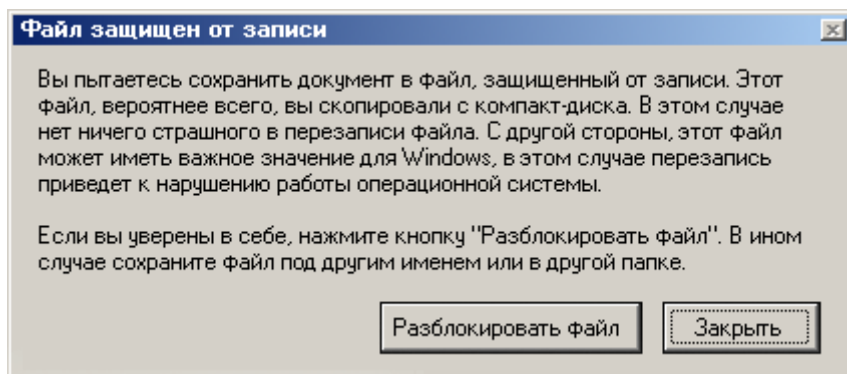 Файл защищен от записи
Вы пытаетесь сохранить документ в файл, защищенный от записи. Этот
файл, вероятнее всего, вы скопировали с компакт-диска. В этом случае
нет ничего страшного в перезаписи файла. С другой стороны, этот файл
может иметь важное значение для Windows, в этом случае перезапись
приведет к нарушению работы операционной системы.
Если вы уверены в себе, нажмите кнопку "Разблокировать файл". В ином
случае сохраните файл под другим именем или в другой папке.
Разблокировать файл
Закрыть